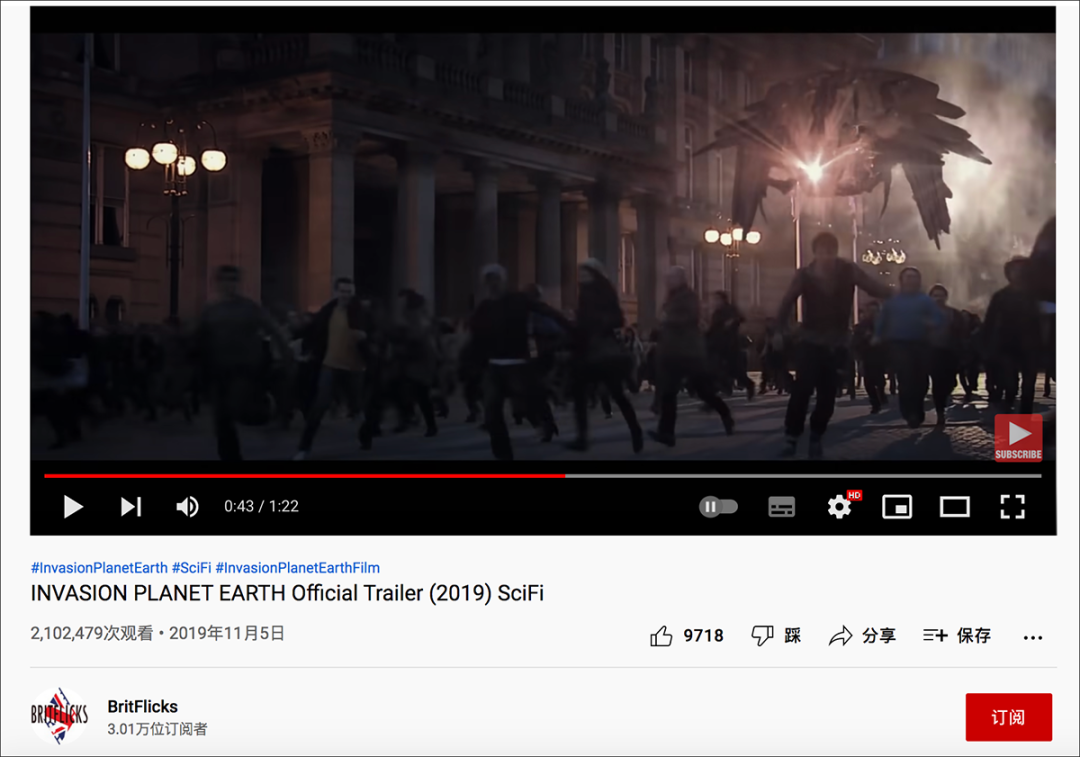 SUBSCRIBE
0:43 / 1:22
HD
#InvasionPlanetEarth #SciFi #InvasionPlanetEarthFilm
INVASION PLANET EARTH Official Trailer (2019) SciFi
2,102,479次观看 • 2019年11月5日
9718 踩 分享 保存 ...
BRITFLICKS
BritFlicks
3.01万位订阅者
订阅